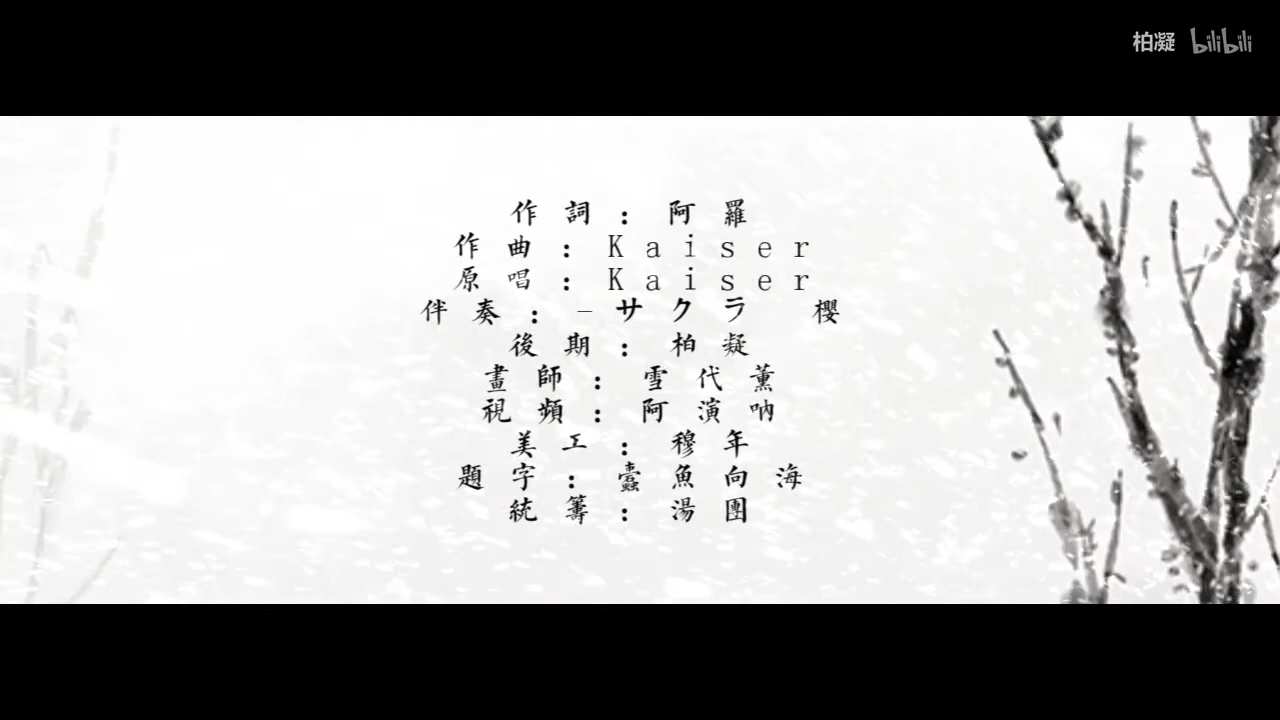 柏凝 bilibili
作詞：阿羅
作曲：Kaiser
原唱：Kaiser
伴奏：-サクラ 櫻
後期：柏凝
畫師：雪代薰
視頻：阿演吶
美工：穆年
題字：蠹魚向海
統籌：湯團